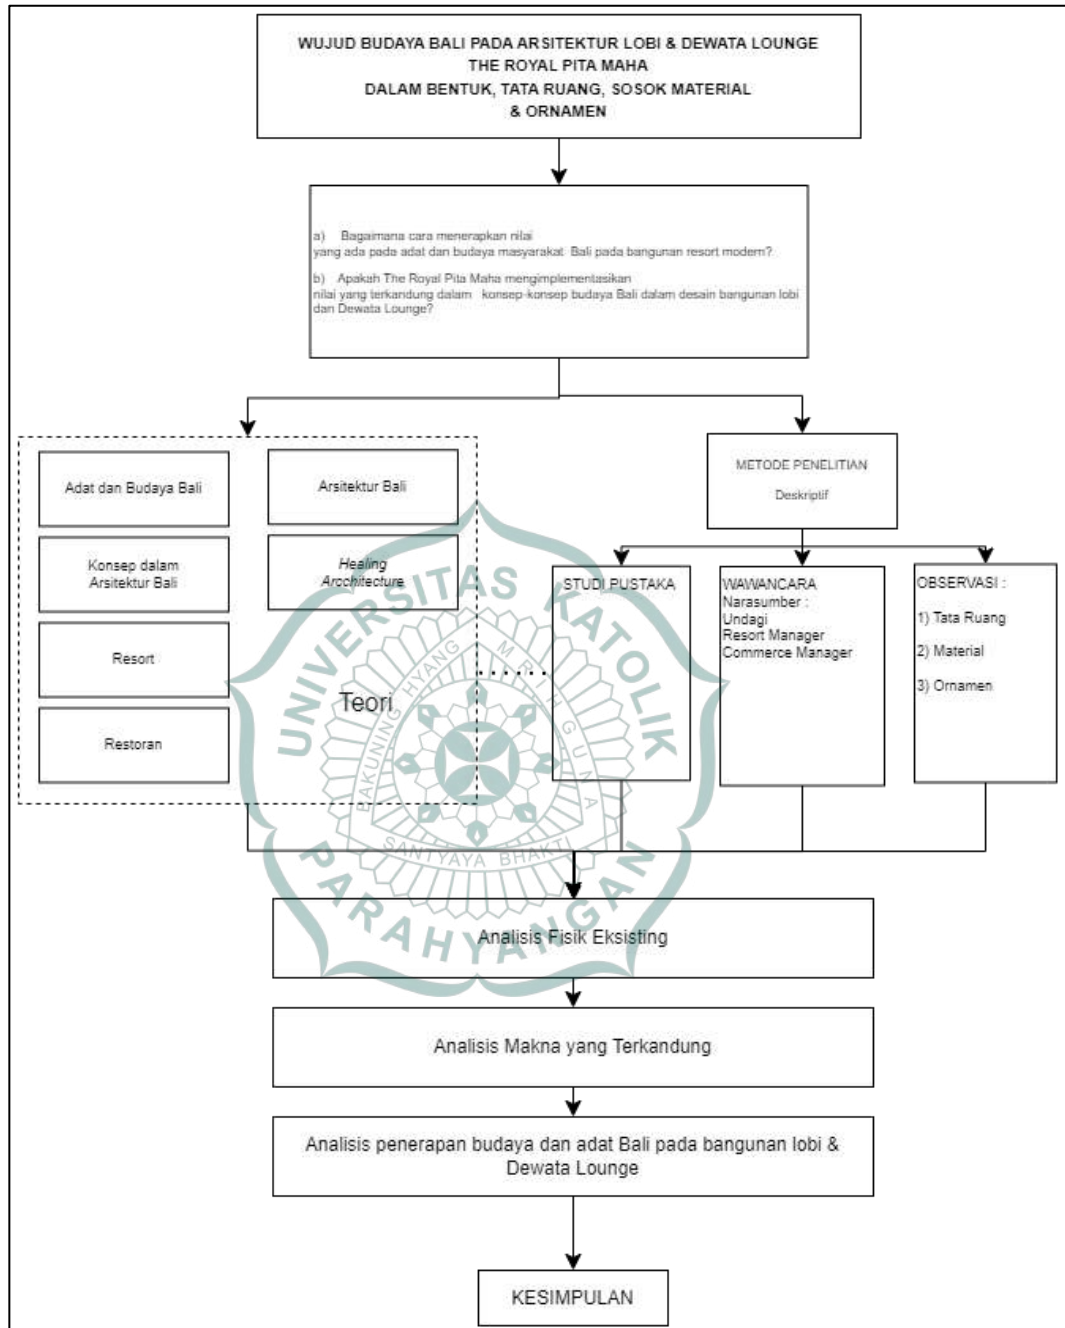 WUJUD BUDAYA BALI PADA ARSITEKTUR LOBI & DEWATA LOUNGE
THE ROYAL PITA MAHA
DALAM BENTUK, TATA RUANG, SOSOK MATERIAL
& ORNAMEN
a) Bagaimana cara menerapkan nilai
yang ada pada adat dan budaya masyarakat Bali pada bangunan resort modern?
b) Apakah The Royal Pita Maha mengimplementasikan
nilai yang terkandung dalam konsep-konsep budaya Bali dalam desain bangunan lobi
dan Dewata Lounge?
Adat dan Budaya Bali
Arsitektur Bali
Konsep dalam
Arsitektur Bali
Healing
Arochitecture
Resort
Restoran
Teori
METODE PENELITIAN
Deskriptif
STUDI PUSTAKA
WAWANCARA
Narasumber :
Undagi
Resort Manager
Commerce Manager
OBSERVASI :
1) Tata Ruang
2) Material
3) Ornamen
UNIVERSITAS KATOLIK
PARAHYANGAN
BAKUNING HYANG MRIH GUNA
SANTYAYA BHAKTI
Analisis Fisik Eksisting
Analisis Makna yang Terkandung
Analisis penerapan budaya dan adat Bali pada bangunan lobi &
Dewata Lounge
KESIMPULAN